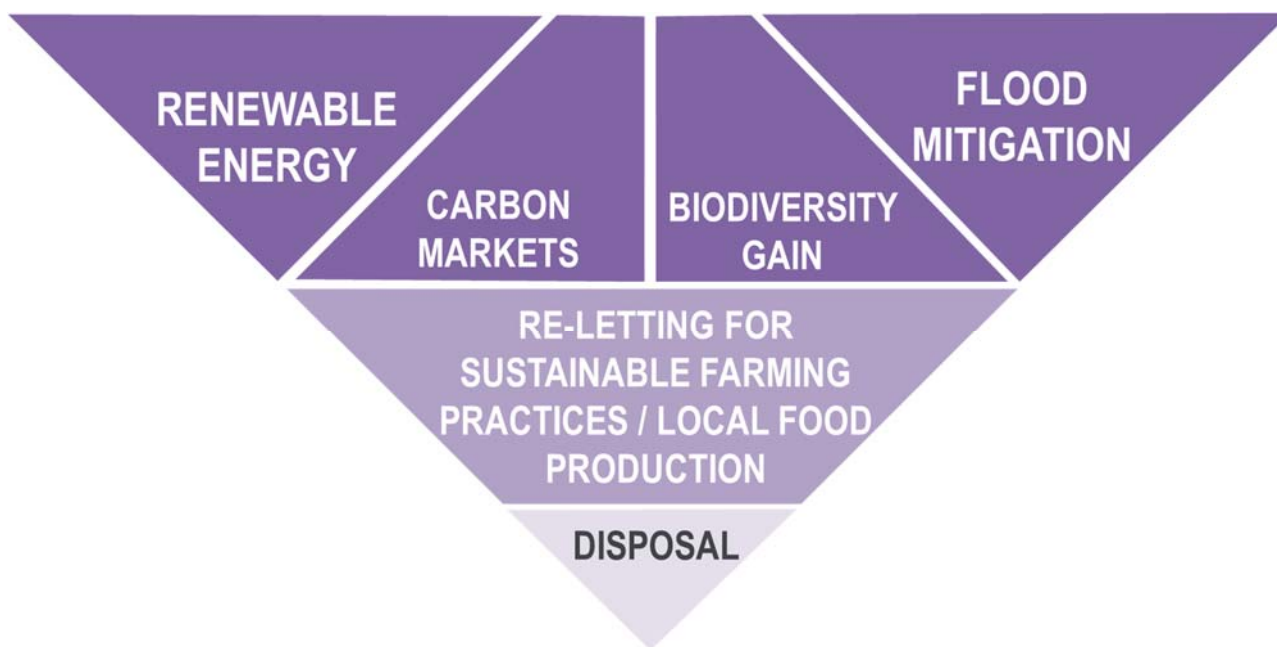 RENEWABLE
ENERGY
CARBON
MARKETS
BIODIVERSITY
GAIN
FLOOD
MITIGATION
RE-LETTING FOR
SUSTAINABLE FARMING
PRACTICES / LOCAL FOOD
PRODUCTION
DISPOSAL